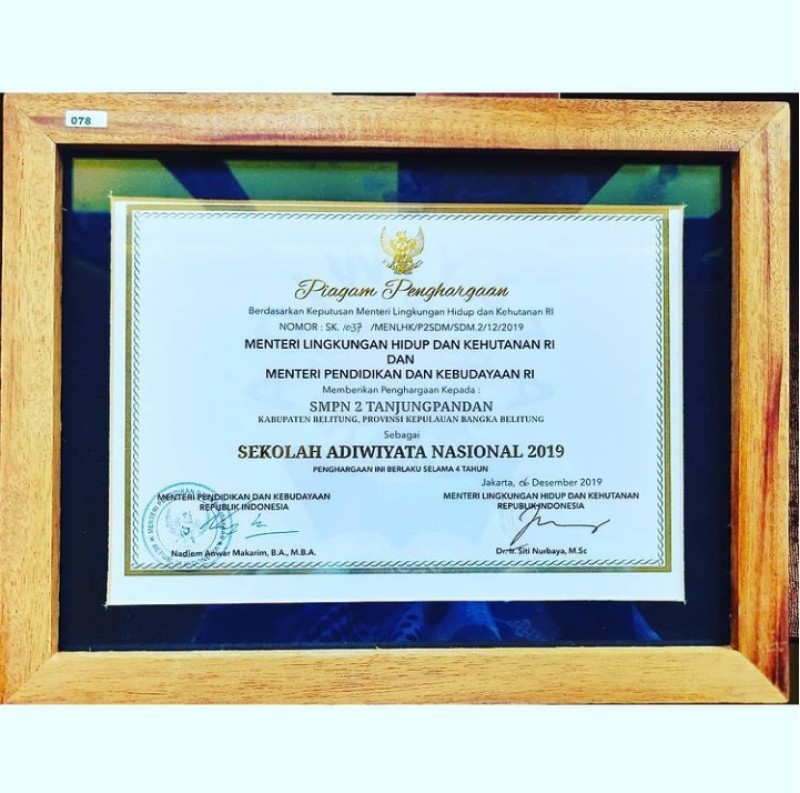 078
Piagam Penghargaan
Berdasarkan Keputusan Menteri Lingkungan Hidup dan Kehutanan RI
NOMOR : SK. 1037 /MENLHK/P2SDM/SDM.2/12/2019
MENTERI LINGKUNGAN HIDUP DAN KEHUTANAN RI
DAN
MENTERI PENDIDIKAN DAN KEBUDAYAAN RI
Memberikan Penghargaan Kepada :
SMPN 2 TANJUNGPANDAN
KABUPATEN BELITUNG, PROVINSI KEPULAUAN BANGKA BELITUNG
Sebagai
SEKOLAH ADIWIYATA NASIONAL 2019
PENGHARGAAN INI BERLAKU SELAMA 4 TAHUN
Jakarta, 06 Desember 2019
MENTERI PENDIDIKAN DAN KEBUDAYAAN
REPUBLIK INDONESIA
Nadiem Anwar Makarim, B.A., M.B.A.
MENTERI LINGKUNGAN HIDUP DAN KEHUTANAN
REPUBLIK INDONESIA
Dr. Ir. Siti Nurbaya, M.Sc